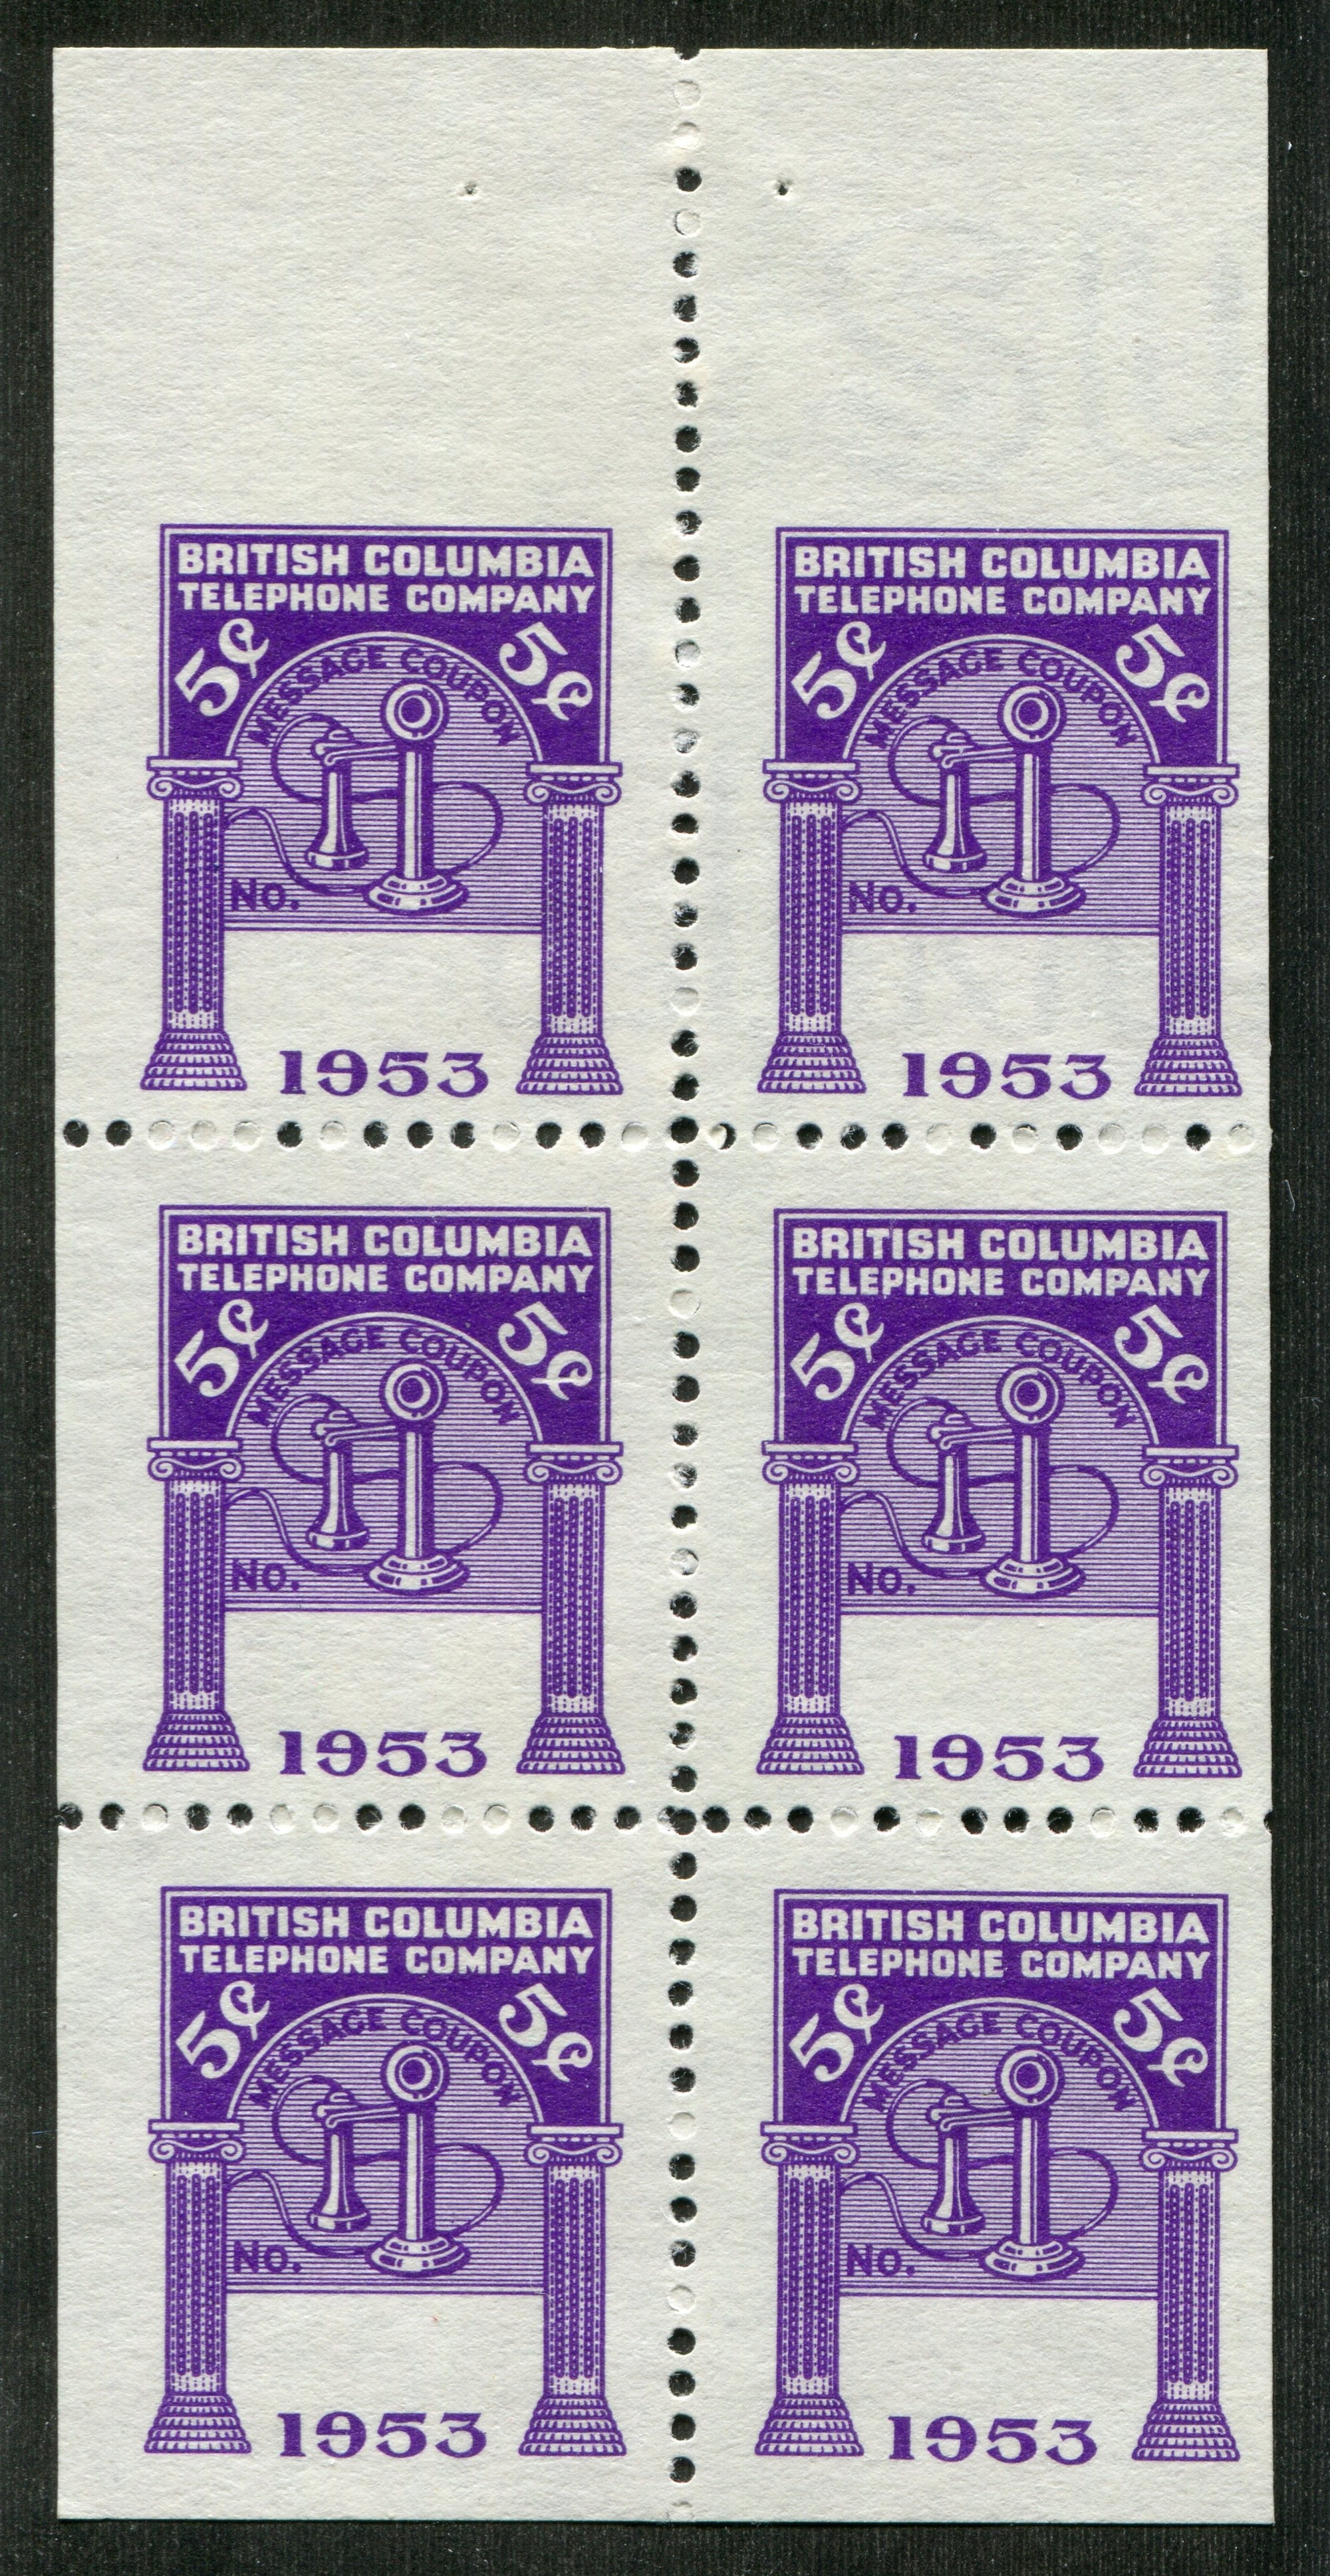 BRITISH COLUMBIA
TELEPHONE COMPANY
5¢ 5¢
MESSAGE COUPON
No.
1953
BRITISH COLUMBIA
TELEPHONE COMPANY
5¢ 5¢
MESSAGE COUPON
No.
1953
BRITISH COLUMBIA
TELEPHONE COMPANY
5¢ 5¢
MESSAGE COUPON
No.
1953
BRITISH COLUMBIA
TELEPHONE COMPANY
5¢ 5¢
MESSAGE COUPON
No.
1953
BRITISH COLUMBIA
TELEPHONE COMPANY
5¢ 5¢
MESSAGE COUPON
No.
1953
BRITISH COLUMBIA
TELEPHONE COMPANY
5¢ 5¢
MESSAGE COUPON
No.
1953